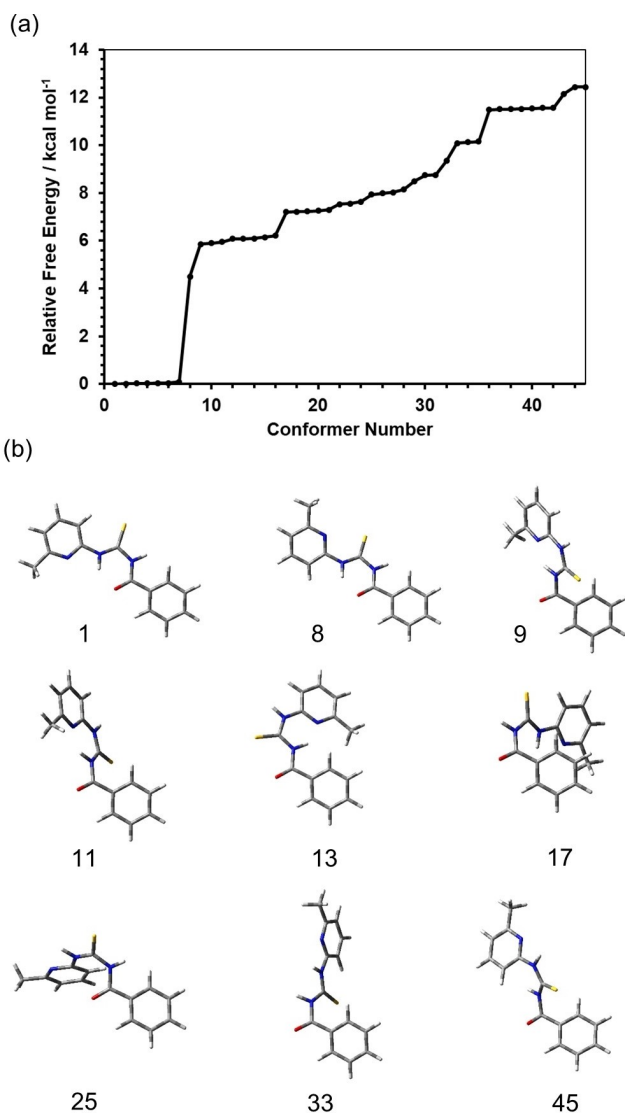 (a)
14
12
10
8
6
4
2
0
Relative Free Energy / kcal mol⁻¹
0 10 20 30 40
Conformer Number
(b)
1 8 9
11 13 17
25 33 45